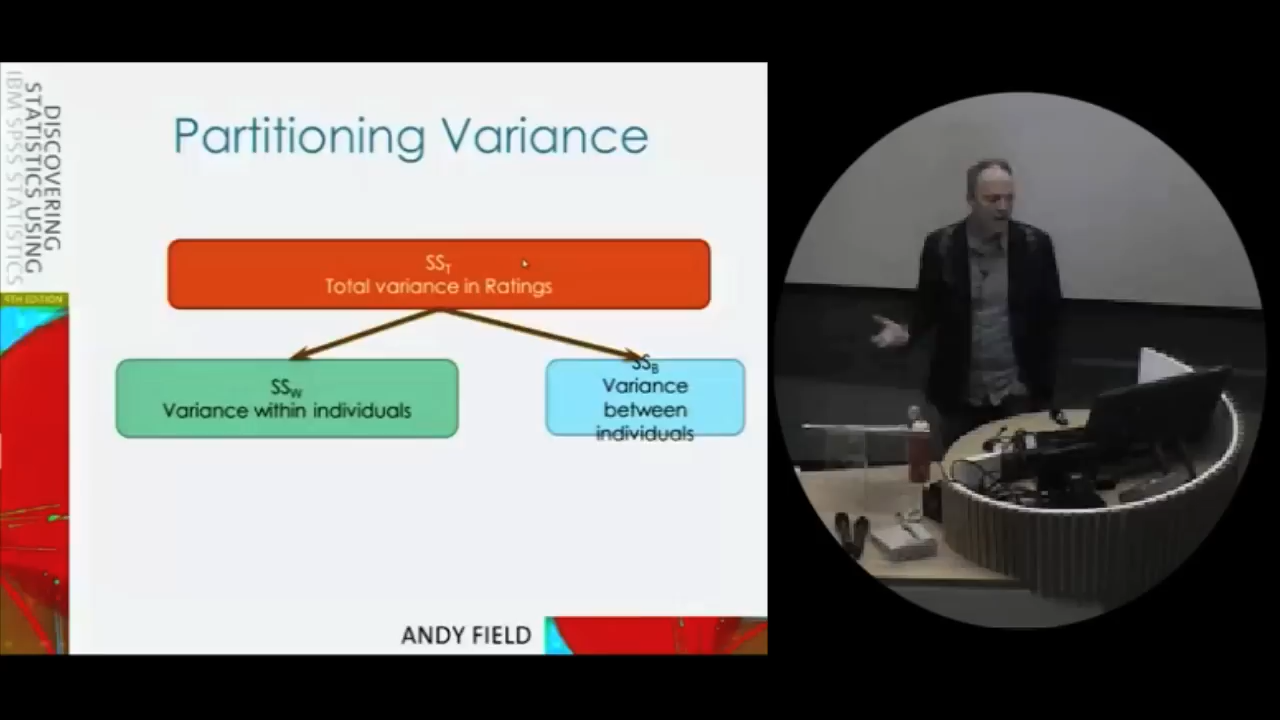 DISCOVERING
STATISTICS USING
IBM SPSS STATISTICS
4TH EDITION
Partitioning Variance
SS_T
Total variance in Ratings
SS_W
Variance within individuals
SS_B
Variance
between
individuals
ANDY FIELD